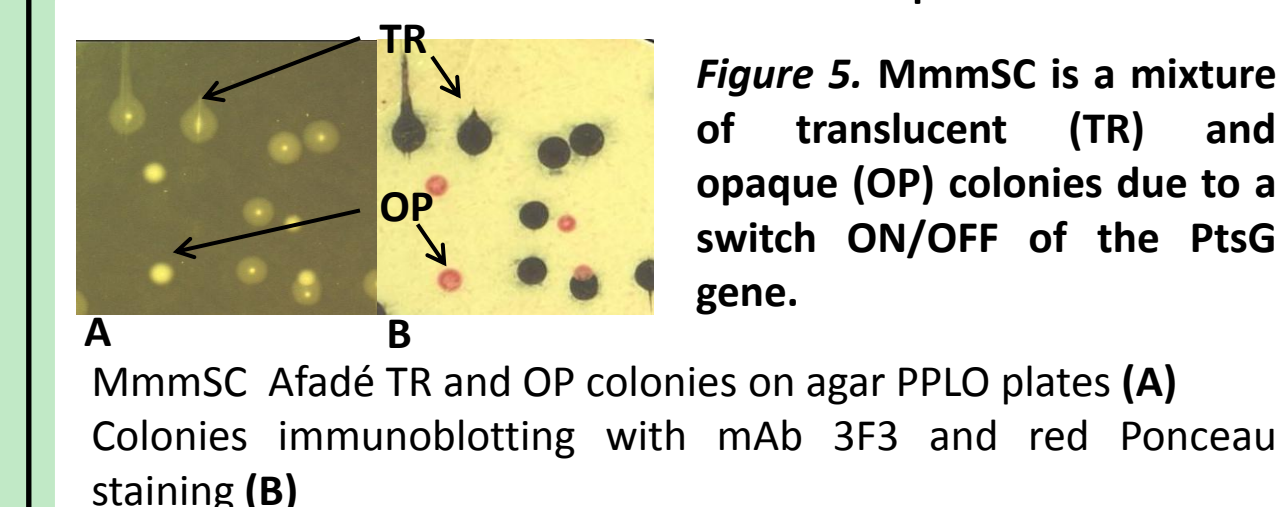 TR
OP
A
B
Figure 5. MmmSC is a mixture
of translucent (TR) and
opaque (OP) colonies due to a
switch ON/OFF of the PtsG
gene.
MmmSC Afadé TR and OP colonies on agar PPLO plates (A)
Colonies immunoblotting with mAb 3F3 and red Ponceau
staining (B)